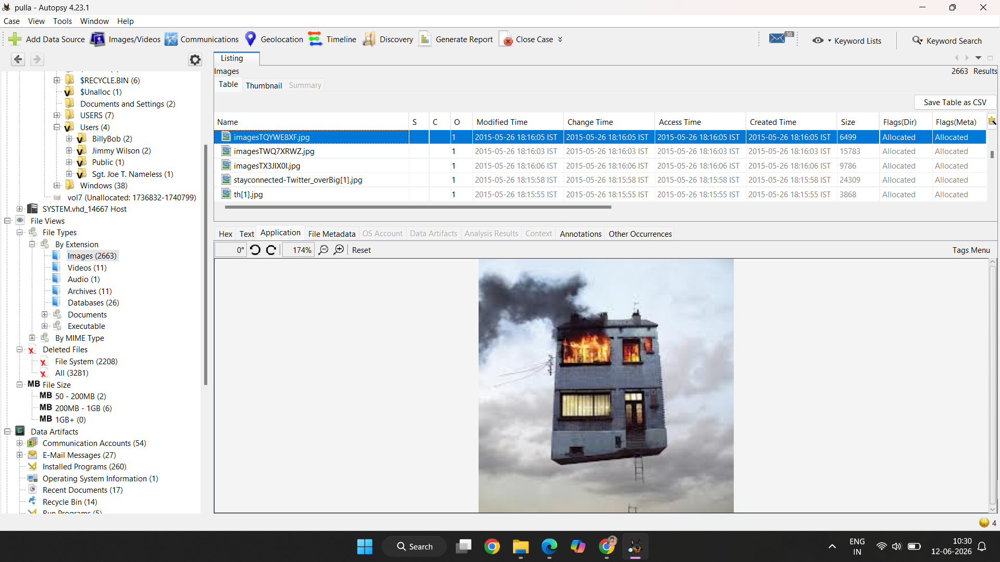 pulla - Autopsy 4.23.1
Case View Tools Window Help
Add Data Source Images/Videos Communications Geolocation Timeline Discovery Generate Report Close Case 38 Keyword Lists Keyword Search
Listing
Images 2663 Results
Table Thumbnail Summary
Save Table as CSV
Name S C O Modified Time Change Time Access Time Created Time Size Flags(Dir) Flags(Meta)
imagesTQYWE8XF.jpg 1 2015-05-26 18:16:05 IST 2015-05-26 18:16:05 IST 2015-05-26 18:16:05 IST 2015-05-26 18:16:05 IST 6499 Allocated Allocated
imagesTWQ7XRWZ.jpg 1 2015-05-26 18:16:03 IST 2015-05-26 18:16:03 IST 2015-05-26 18:16:03 IST 2015-05-26 18:16:03 IST 15783 Allocated Allocated
imagesTX3JIX0I.jpg 1 2015-05-26 18:16:06 IST 2015-05-26 18:16:06 IST 2015-05-26 18:16:06 IST 2015-05-26 18:16:06 IST 9786 Allocated Allocated
stayconnected-Twitter_overBig[1].jpg 1 2015-05-26 18:15:58 IST 2015-05-26 18:15:58 IST 2015-05-26 18:15:58 IST 2015-05-26 18:15:58 IST 24309 Allocated Allocated
th[1].jpg 1 2015-05-26 18:15:55 IST 2015-05-26 18:15:55 IST 2015-05-26 18:15:55 IST 2015-05-26 18:15:55 IST 3868 Allocated Allocated
Hex Text Application File Metadata OS Account Data Artifacts Analysis Results Context Annotations Other Occurrences
0° 174% Reset Tags Menu
$RECYCLE.BIN (6)
$Unalloc (1)
Documents and Settings (2)
USERS (7)
Users (4)
BillyBob (2)
Jimmy Wilson (2)
Public (1)
Sgt. Joe T. Nameless (1)
Windows (38)
vol7 (Unallocated: 1736832-1740799)
SYSTEM.vhd_14667 Host
File Views
File Types
By Extension
Images (2663)
Videos (11)
Audio (1)
Archives (11)
Databases (26)
Documents
Executable
By MIME Type
Deleted Files
File System (2208)
All (3281)
MB File Size
MB 50 - 200MB (2)
MB 200MB - 1GB (6)
MB 1GB+ (0)
Data Artifacts
Communication Accounts (54)
E-Mail Messages (27)
Installed Programs (260)
Operating System Information (1)
Recent Documents (17)
Recycle Bin (14)
Run Programs (5)
4
Search
ENG
IN
10:30
12-06-2026